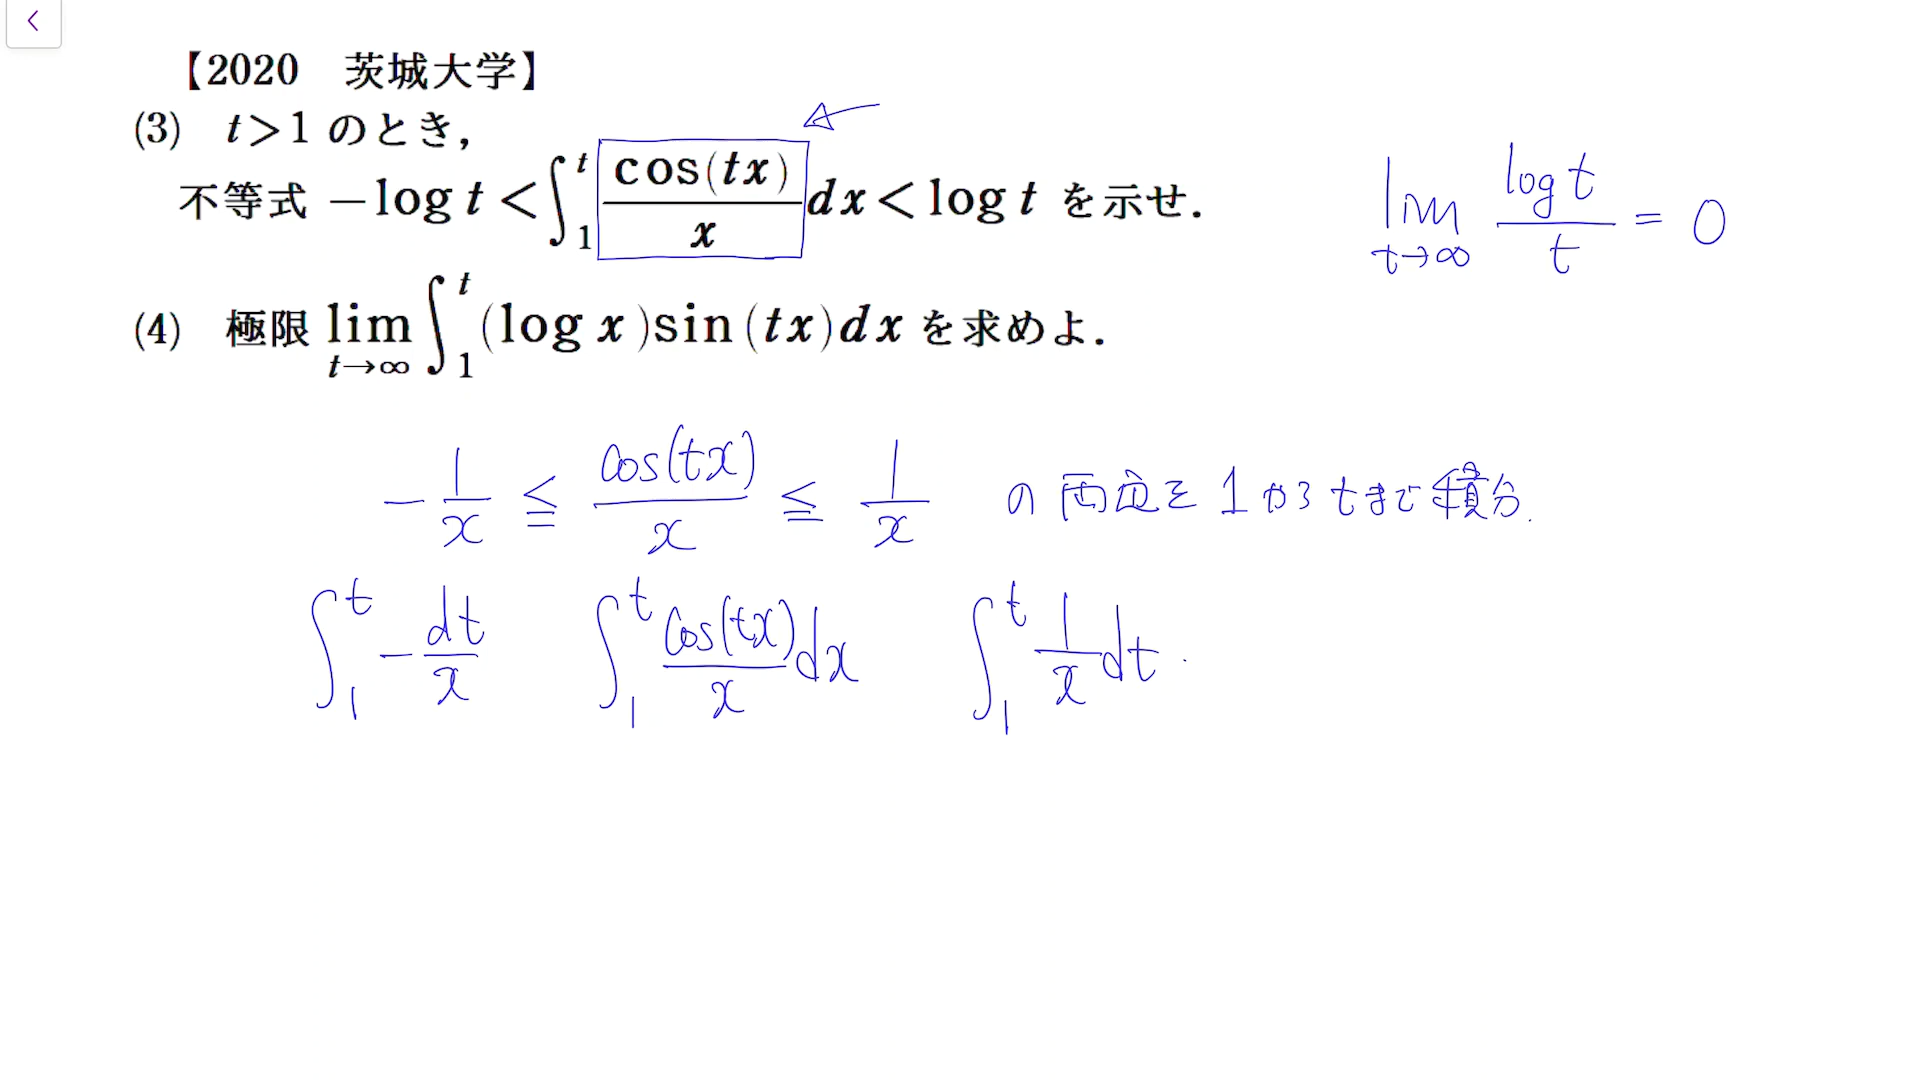 【2020 茨城大学】
(3) t>1 のとき,
不等式 －log t < ∫₁ᵗ cos(tx)/x dx < log t を示せ.
lim_{t→∞} log t / t = 0
(4) 極限 lim_{t→∞} ∫₁ᵗ (log x)sin(tx)dx を求めよ.
－1/x ≦ cos(tx)/x ≦ 1/x の両辺を1からtまで積分.
∫₁ᵗ －dt/x ∫₁ᵗ cos(tx)/x dx ∫₁ᵗ 1/x dt.